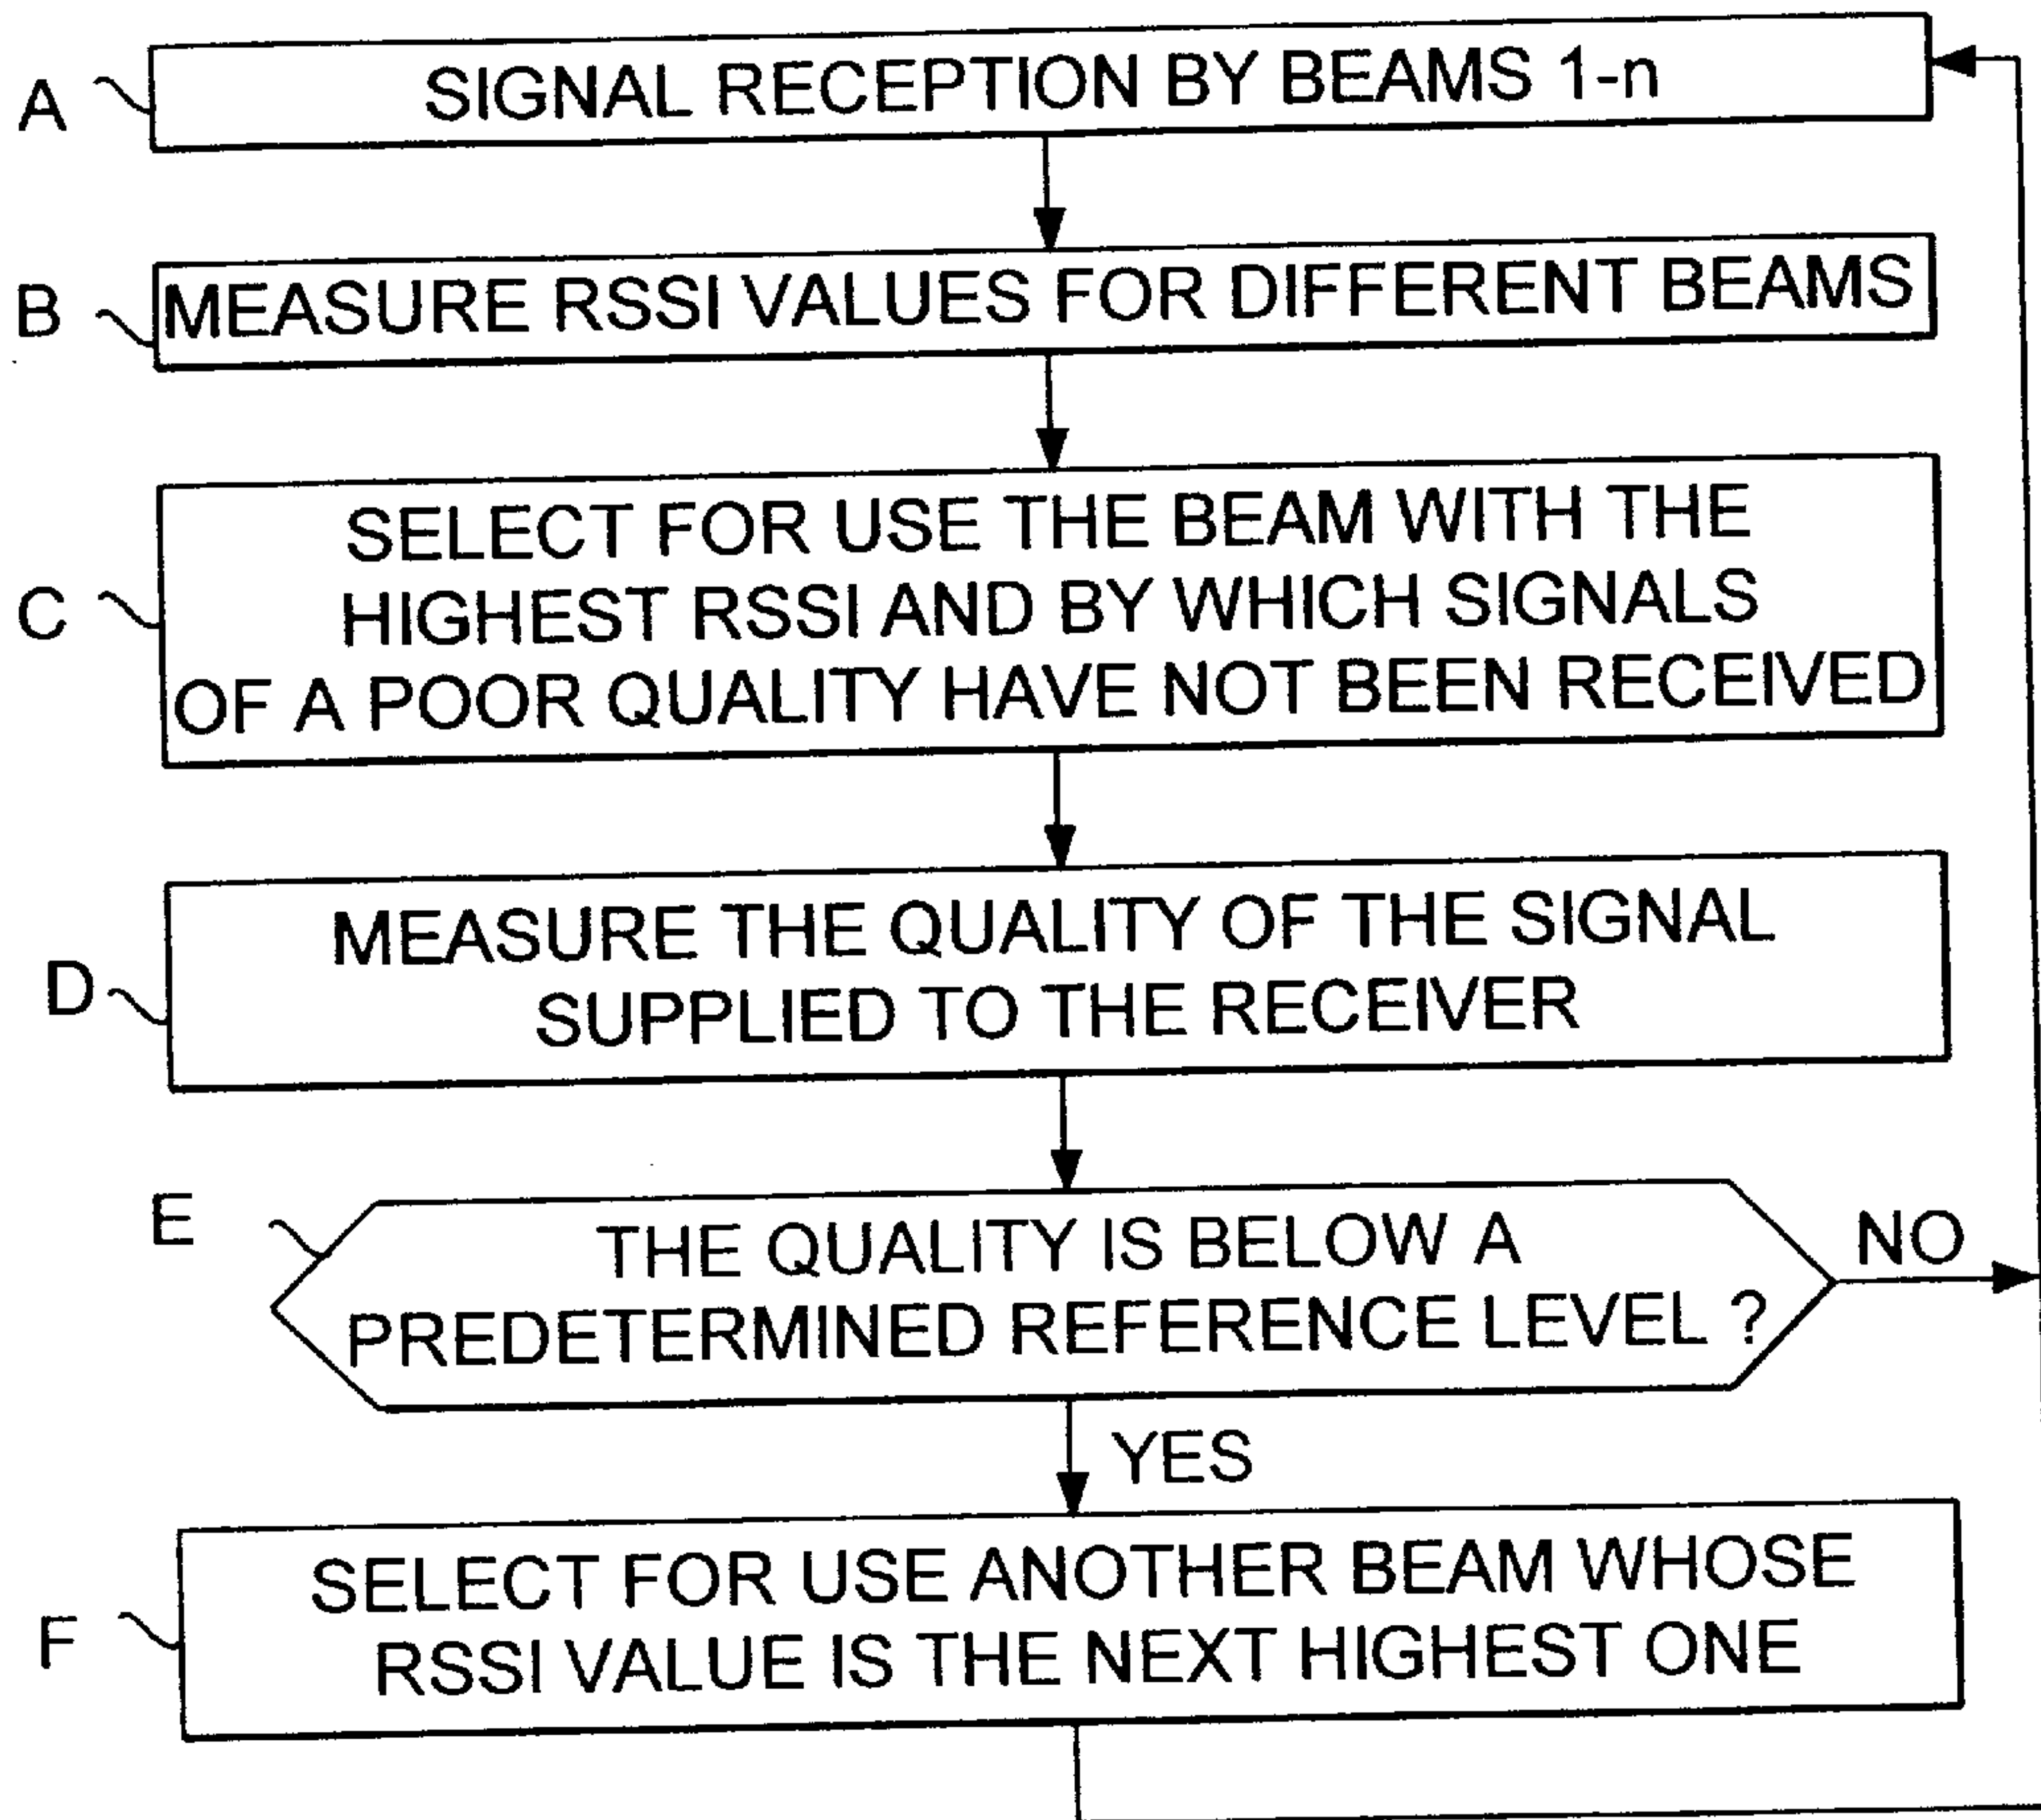 A
SIGNAL RECEPTION BY BEAMS 1-n
B
MEASURE RSSI VALUES FOR DIFFERENT BEAMS
C
SELECT FOR USE THE BEAM WITH THE
HIGHEST RSSI AND BY WHICH SIGNALS
OF A POOR QUALITY HAVE NOT BEEN RECEIVED
D
MEASURE THE QUALITY OF THE SIGNAL
SUPPLIED TO THE RECEIVER
E
THE QUALITY IS BELOW A
PREDETERMINED REFERENCE LEVEL ?
NO
YES
F
SELECT FOR USE ANOTHER BEAM WHOSE
RSSI VALUE IS THE NEXT HIGHEST ONE